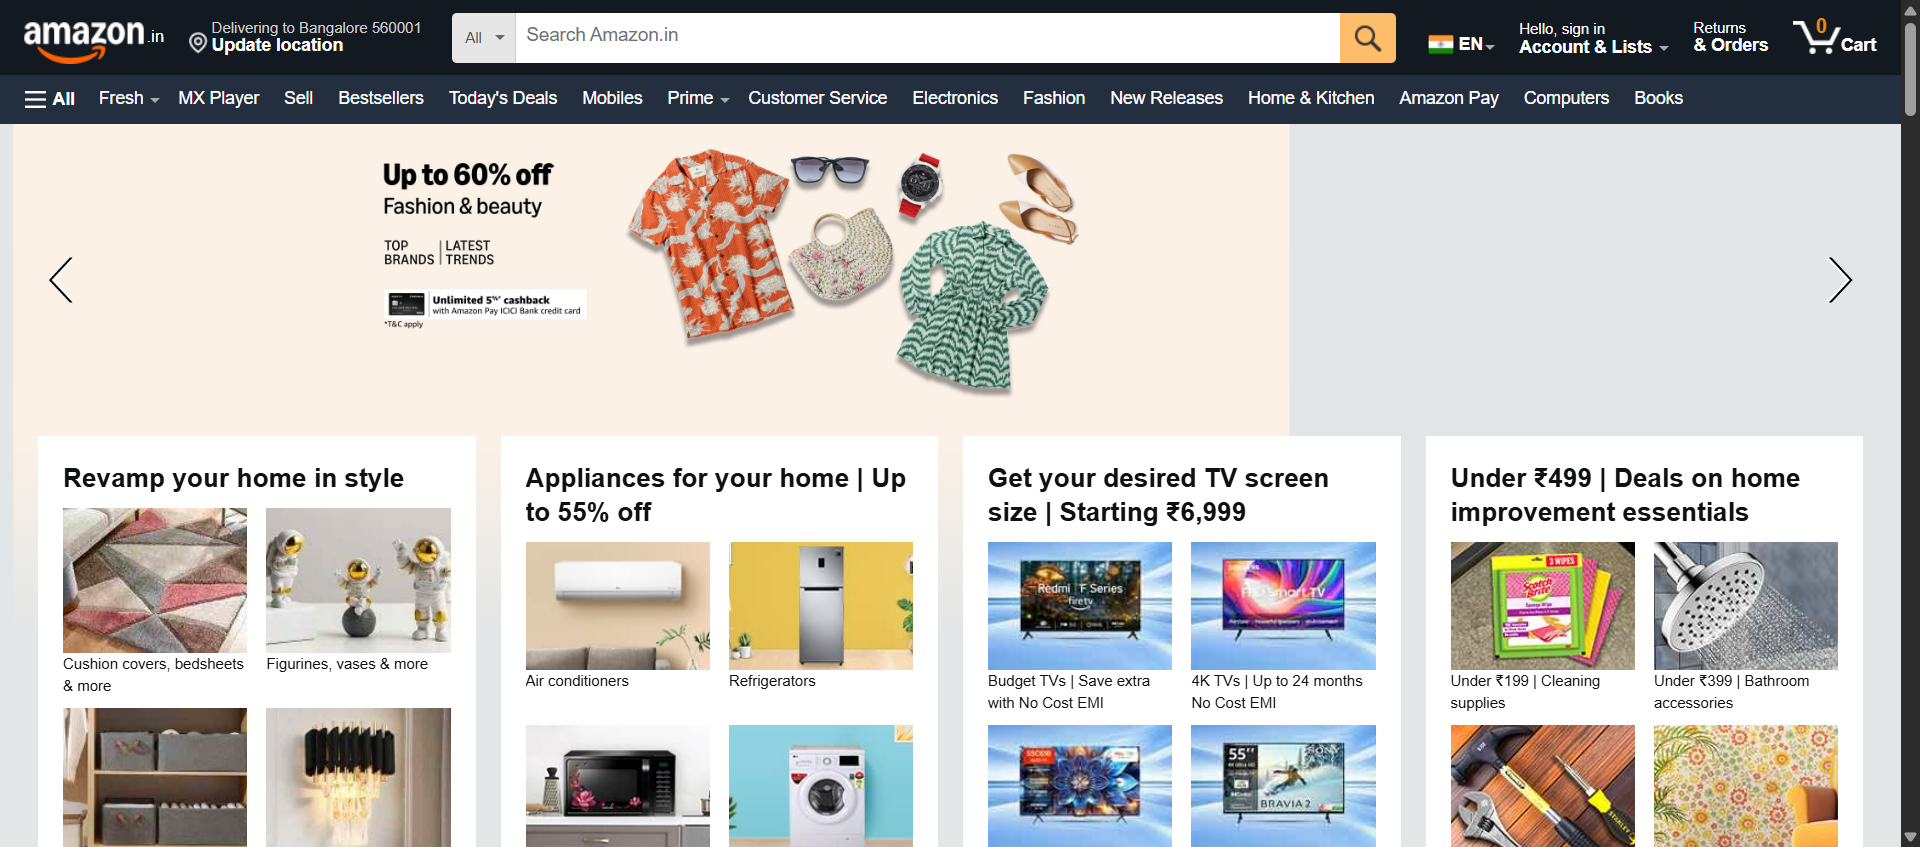 amazon.in
Delivering to Bangalore 560001
Update location
All
Search Amazon.in
EN
Hello, sign in
Account & Lists
Returns
& Orders
0
Cart
All
Fresh
MX Player
Sell
Bestsellers
Today's Deals
Mobiles
Prime
Customer Service
Electronics
Fashion
New Releases
Home & Kitchen
Amazon Pay
Computers
Books
Up to 60% off
Fashion & beauty
TOP BRANDS | LATEST TRENDS
Unlimited 5%* cashback
with Amazon Pay ICICI Bank credit card
*T&C apply
Revamp your home in style
Cushion covers, bedsheets
& more
Figurines, vases & more
Appliances for your home | Up
to 55% off
Air conditioners
Refrigerators
Get your desired TV screen
size | Starting ₹6,999
Redmi | F Series
firetv
Budget TVs | Save extra
with No Cost EMI
4K TVs | Up to 24 months
No Cost EMI
55"
SONY
BRAVIA 2
Under ₹499 | Deals on home
improvement essentials
3 WIPES
Scotch
Brite
Under ₹199 | Cleaning
supplies
Under ₹399 | Bathroom
accessories
STANLEY